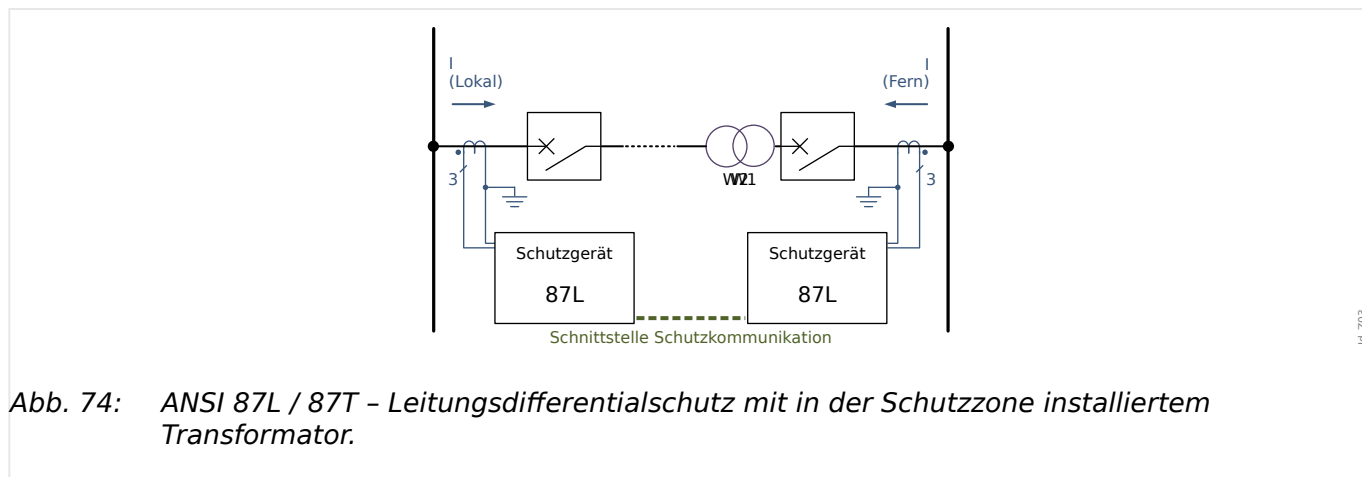 I
(Lokal)
I
(Fern)
3
W2
W1
3
Schutzgerät
87L
Schutzgerät
87L
Schnittstelle Schutzkommunikation
Abb. 74: ANSI 87L / 87T – Leitungsdifferentialschutz mit in der Schutzzone installiertem
Transformator.